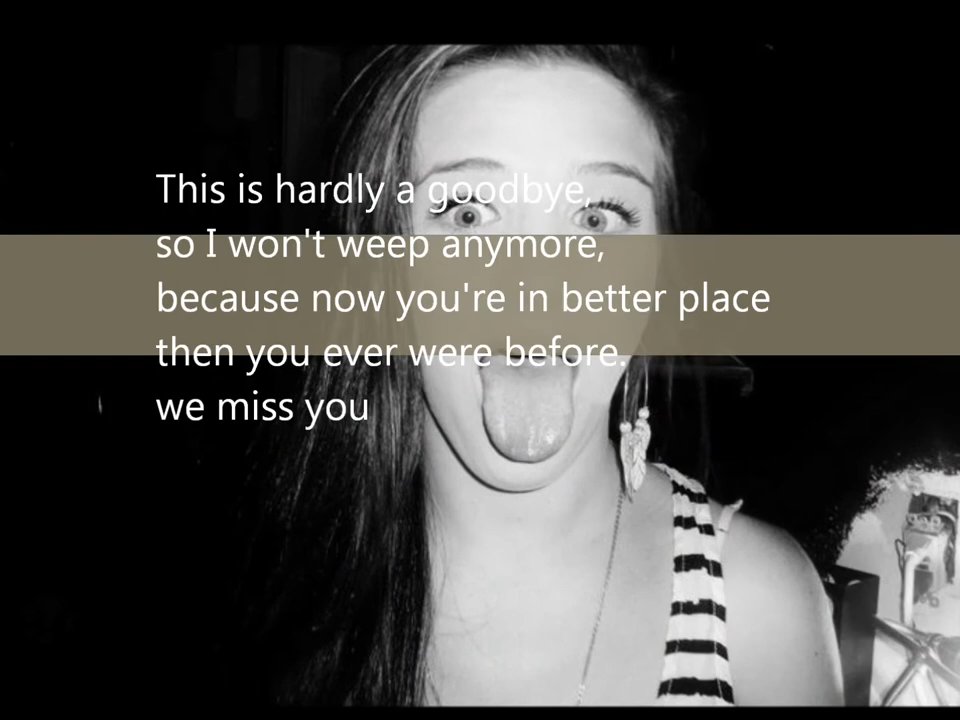 This is hardly a goodbye,
so I won't weep anymore,
because now you're in better place
then you ever were before.
we miss you